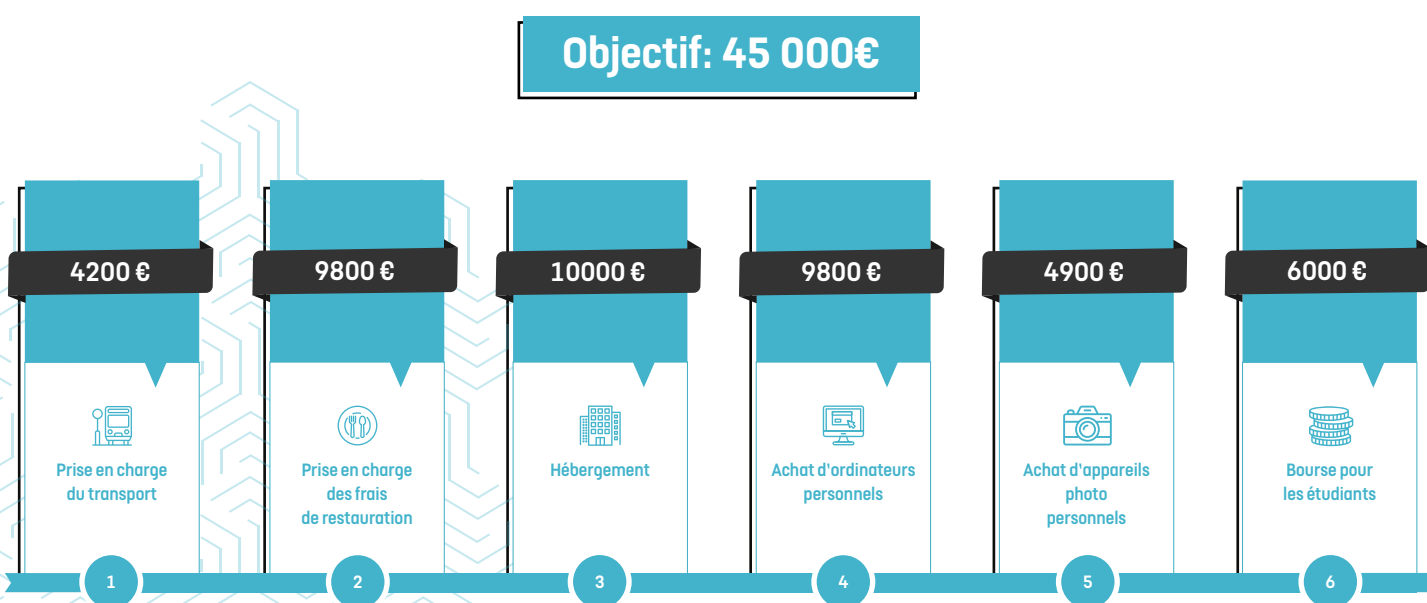 Objectif: 45 000€
4200 €
9800 €
10000 €
9800 €
4900 €
6000 €
Prise en charge
du transport
Prise en charge
des frais
de restauration
Hébergement
Achat d'ordinateurs
personnels
Achat d'appareils
photo
personnels
Bourse pour
les étudiants
1
2
3
4
5
6